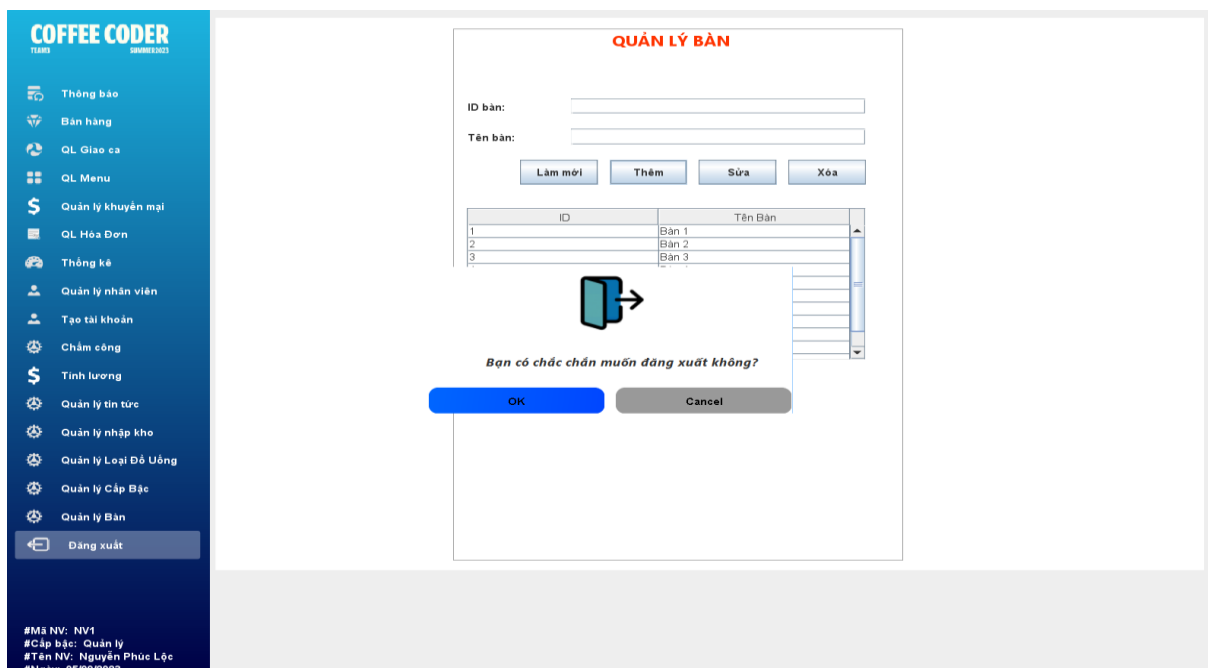 COFFEE CODER
TEAM3 SUMMER2023
Thông báo
Bán hàng
QL Giao ca
QL Menu
Quản lý khuyến mại
QL Hóa Đơn
Thống kê
Quản lý nhân viên
Tạo tài khoản
Chấm công
Tính lương
Quản lý tin tức
Quản lý nhập kho
Quản lý Loại Đồ Uống
Quản lý Cấp Bậc
Quản lý Bàn
Đăng xuất
#Mã NV: NV1
#Cấp bậc: Quản lý
#Tên NV: Nguyễn Phúc Lộc
QUẢN LÝ BÀN
ID bàn:
Tên bàn:
Làm mới Thêm Sửa Xóa
ID Tên Bàn
1 Bàn 1
2 Bàn 2
3 Bàn 3
Bạn có chắc chắn muốn đăng xuất không?
OK Cancel